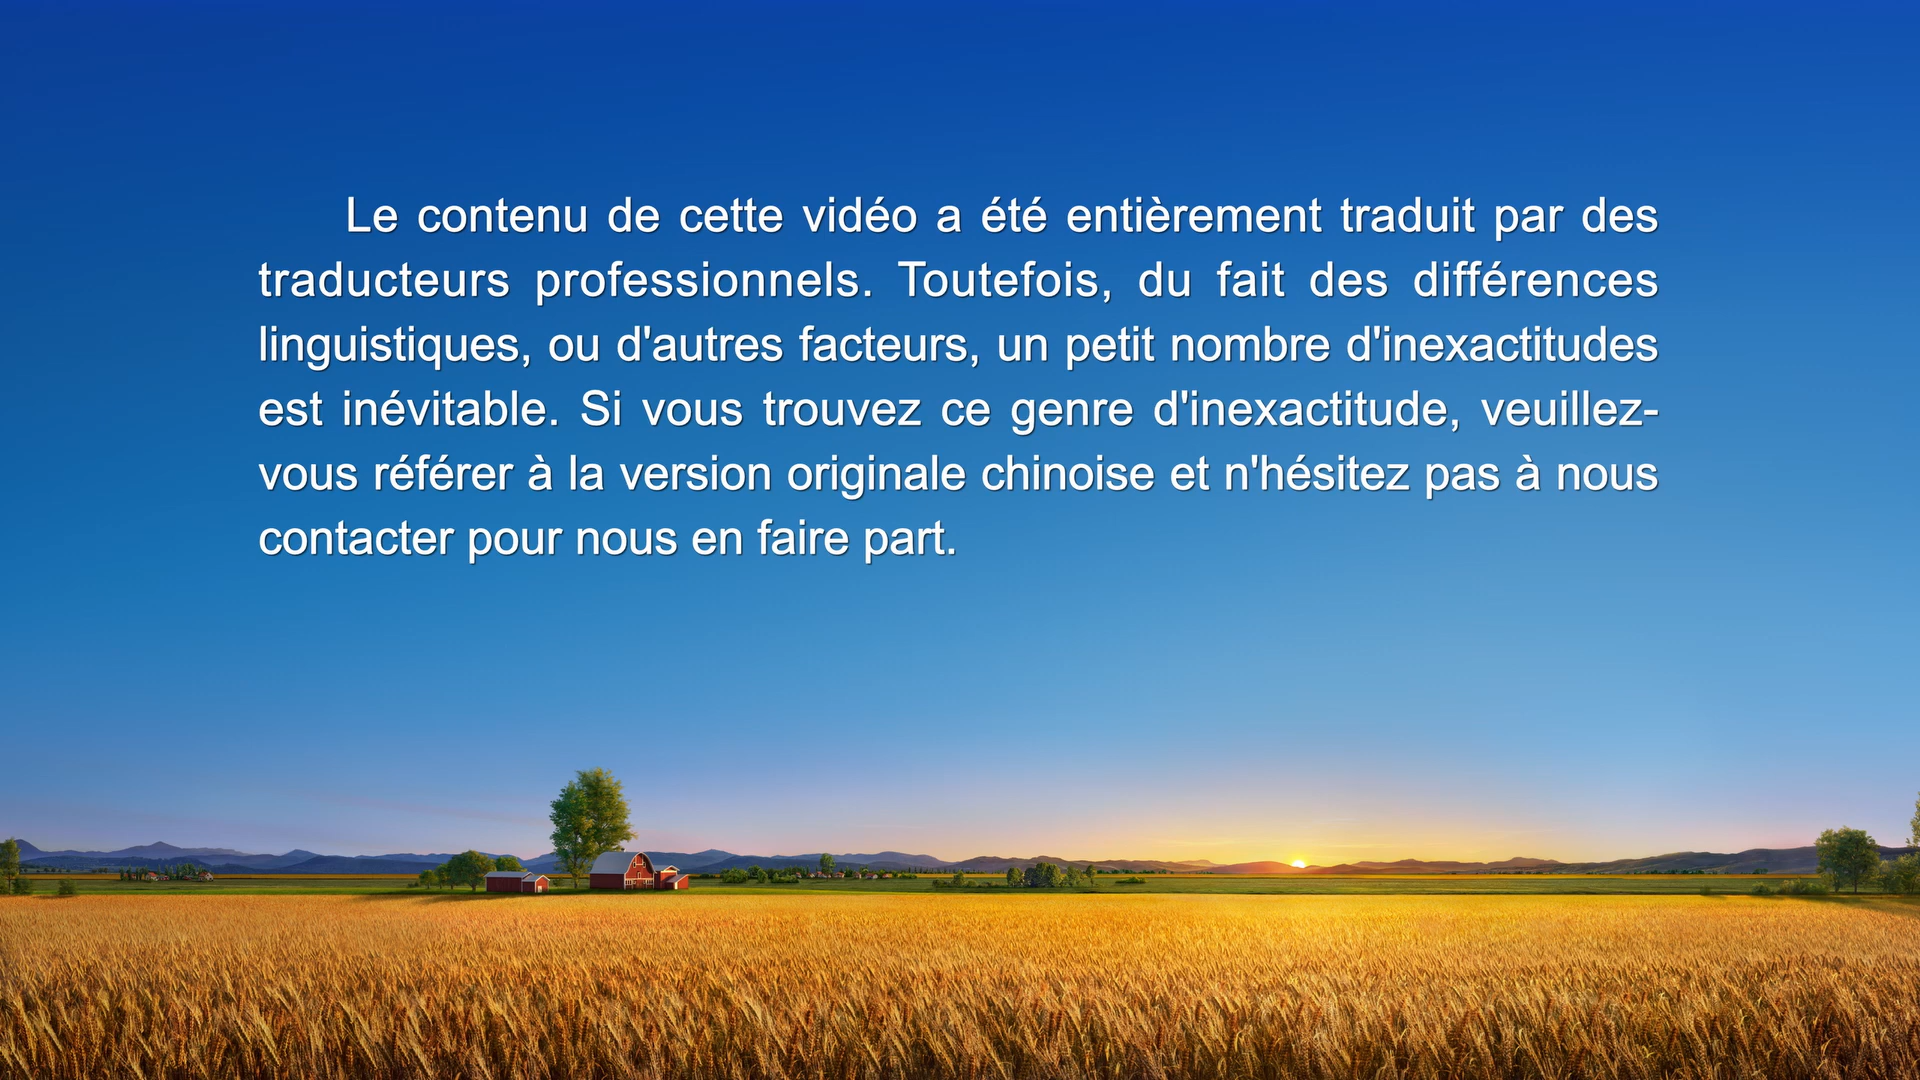 Le contenu de cette vidéo a été entièrement traduit par des
traducteurs professionnels. Toutefois, du fait des différences
linguistiques, ou d'autres facteurs, un petit nombre d'inexactitudes
est inévitable. Si vous trouvez ce genre d'inexactitude, veuillez-
vous référer à la version originale chinoise et n'hésitez pas à nous
contacter pour nous en faire part.